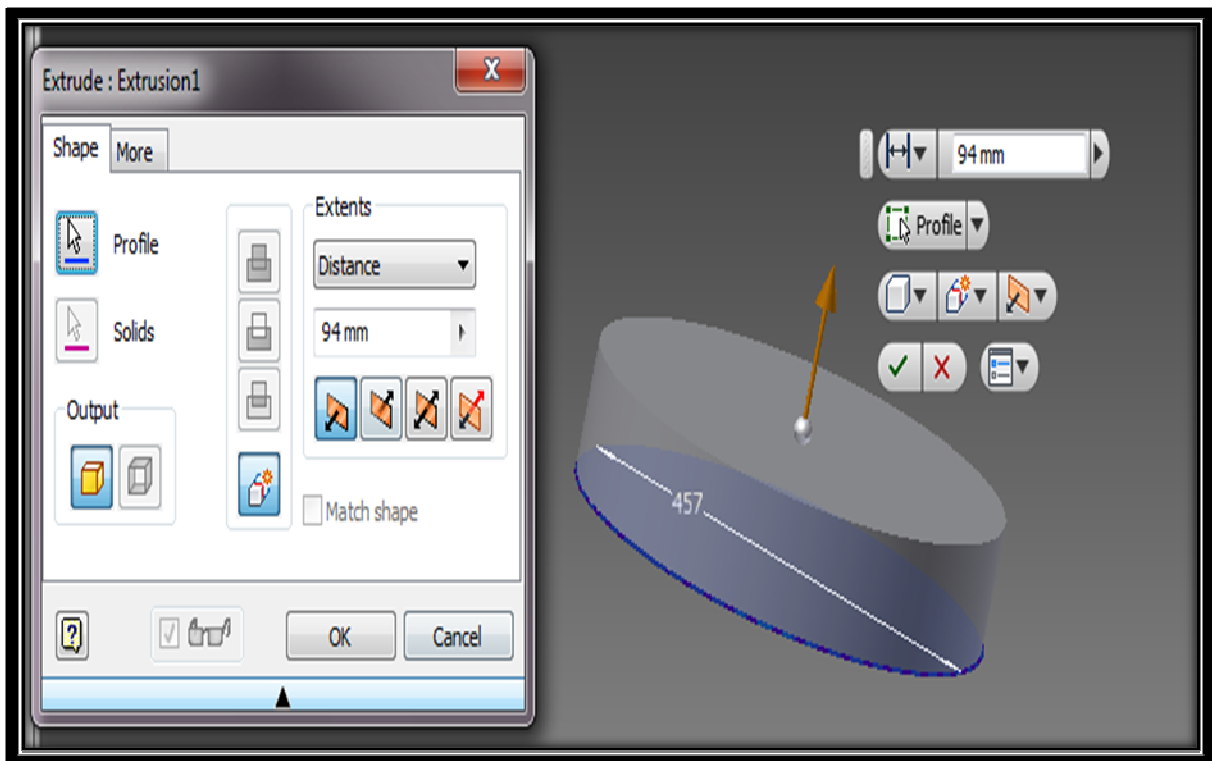 Extrude : Extrusion1
X
Shape
More
Profile
Solids
Output
Extents
Distance
94 mm
Match shape
?
OK
Cancel
94 mm
Profile
457